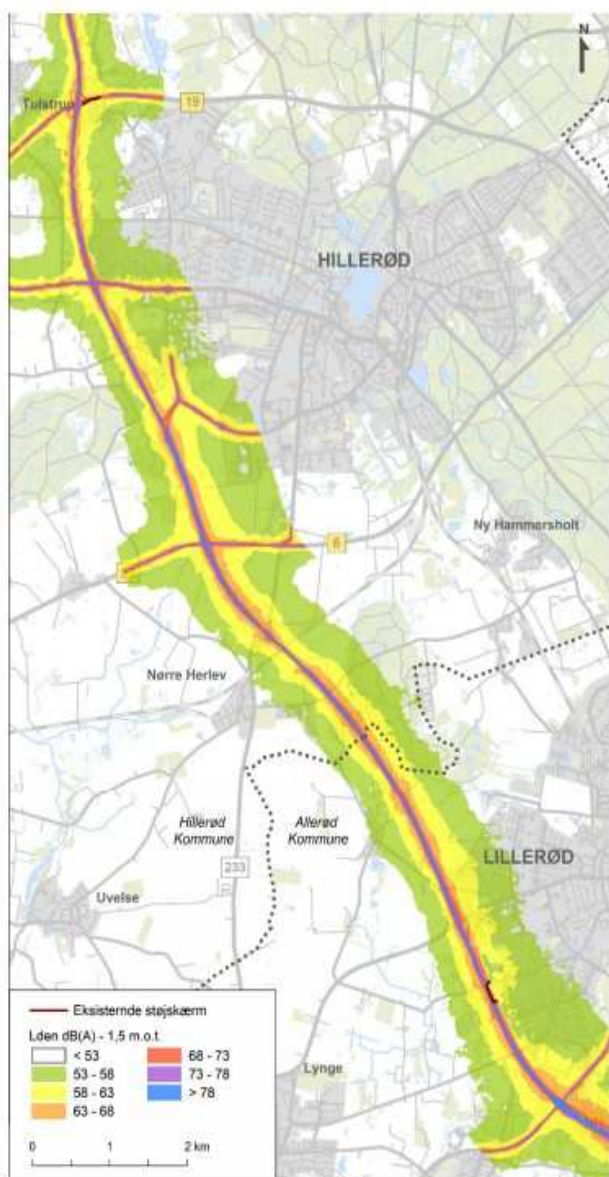 N
Tulstrup
19
HILLERØD
Ny Hammersholt
6
Nørre Herlev
Hillerød
Kommune
Allerød
Kommune
LILLERØD
233
Uvelse
Lynge
Eksisternde støjskærm
Lden dB(A) - 1,5 m.o.t.
< 53
53 - 58
58 - 63
63 - 68
68 - 73
73 - 78
> 78
0 1 2 km